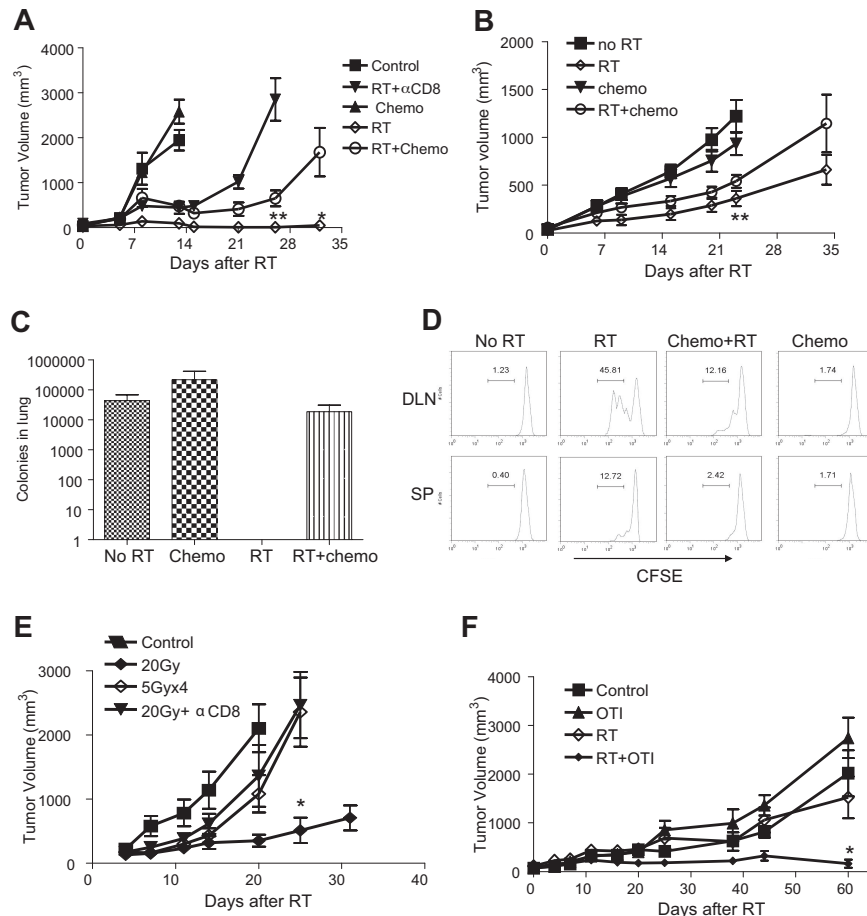 A
Tumor Volume (mm³)
4000
3000
2000
1000
0
0 7 14 21 28 35
Days after RT
Control
RT+αCD8
Chemo
RT
RT+Chemo
** *
B
Tumor volume (mm³)
2000
1500
1000
500
0
0 7 14 21 28 35
Days after RT
no RT
RT
chemo
RT+chemo
**
C
Colonies in lung
1000000
100000
10000
1000
100
10
1
No RT Chemo RT RT+chemo
D
No RT RT Chemo+RT Chemo
DLN
1.23 45.81 12.16 1.74
SP
0.40 12.72 2.42 1.71
CFSE
E
Tumor Volume (mm³)
3000
2000
1000
0
0 10 20 30 40
Days after RT
Control
20Gy
5Gyx4
20Gy+ α CD8
*
F
Tumor Volume (mm³)
4000
3000
2000
1000
0
0 10 20 30 40 50 60
Days after RT
Control
OTI
RT
RT+OTI
*